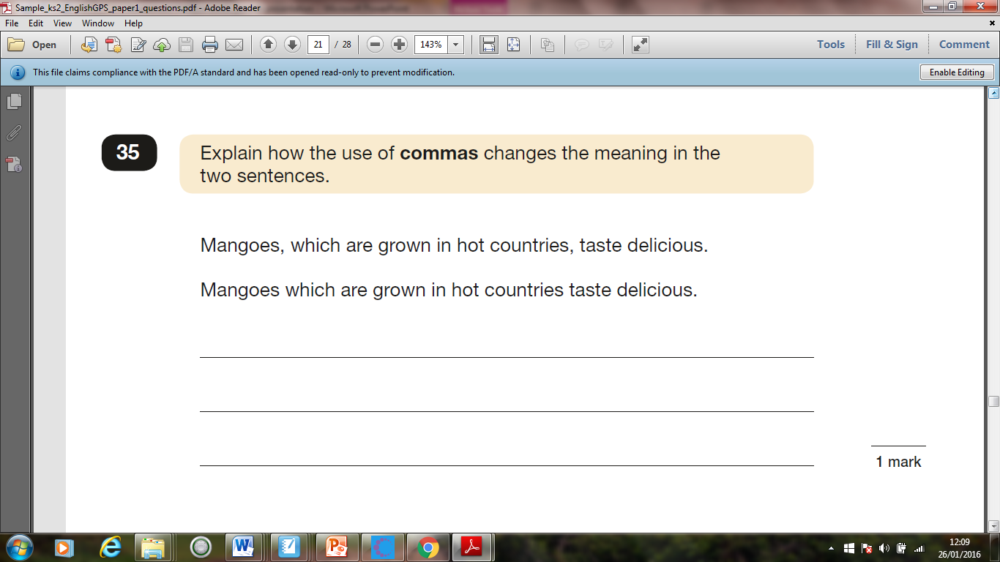 Sample_ks2_EnglishGPS_paper1_questions.pdf - Adobe Reader
File Edit View Window Help
Open 21 / 28 143% Tools Fill & Sign Comment
This file claims compliance with the PDF/A standard and has been opened read-only to prevent modification. Enable Editing
35
Explain how the use of commas changes the meaning in the
two sentences.
Mangoes, which are grown in hot countries, taste delicious.
Mangoes which are grown in hot countries taste delicious.
1 mark
12:09
26/01/2016